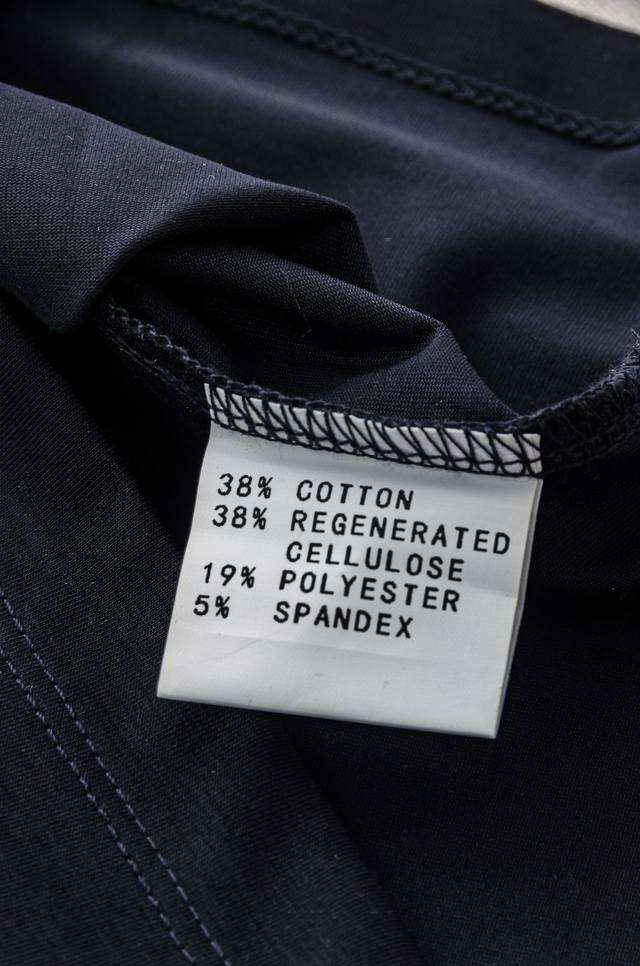 38% COTTON
38% REGENERATED
CELLULOSE
19% POLYESTER
5% SPANDEX